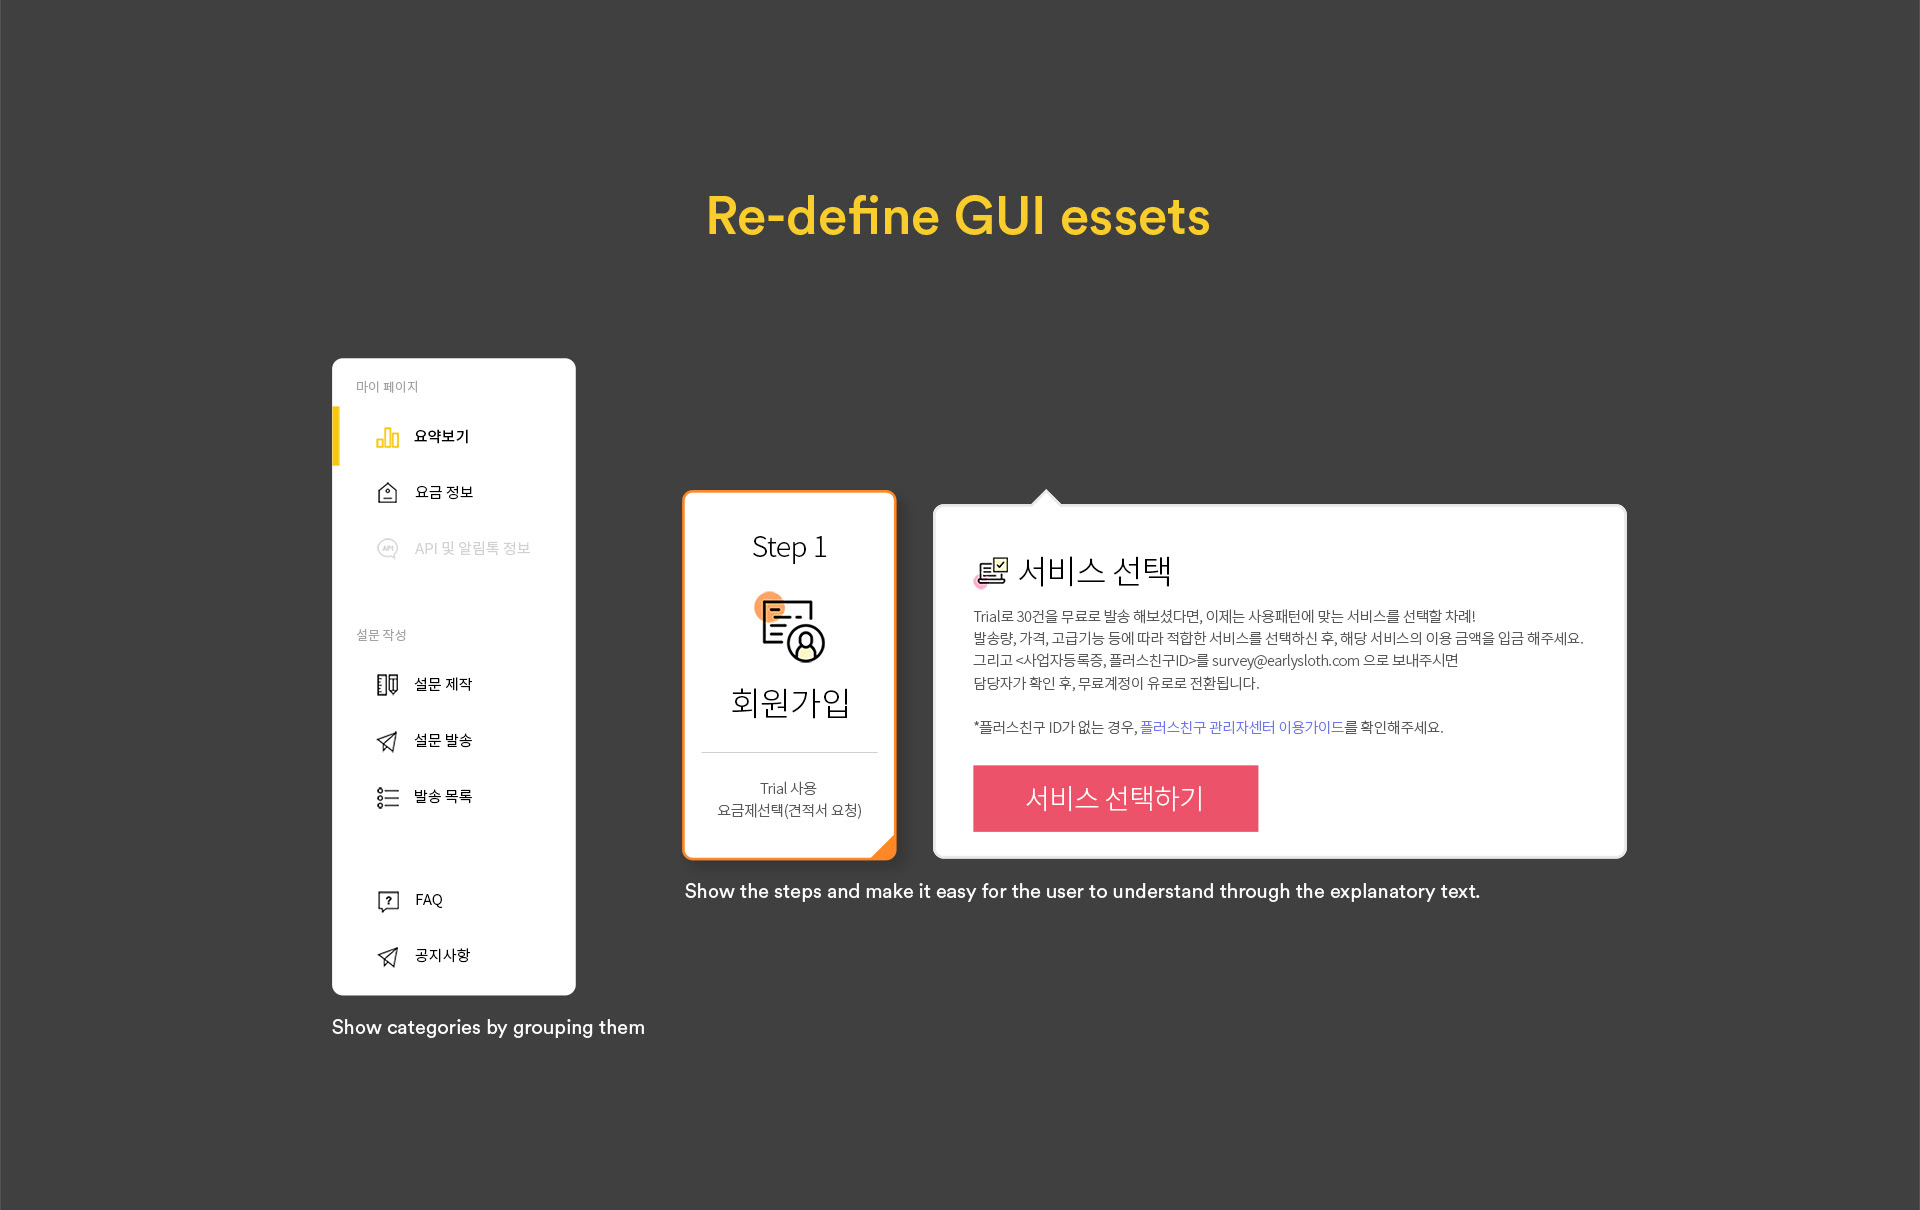 Re-define GUI essets
마이 페이지
요약보기
요금 정보
API
API 및 알림톡 정보
설문 작성
설문 제작
설문 발송
발송 목록
?
FAQ
공지사항
Show categories by grouping them
Step 1
회원가입
Trial 사용
요금제선택(견적서 요청)
서비스 선택
Trial로 30건을 무료로 발송 해보셨다면, 이제는 사용패턴에 맞는 서비스를 선택할 차례!
발송량, 가격, 고급기능 등에 따라 적합한 서비스를 선택하신 후, 해당 서비스의 이용 금액을 입금 해주세요.
그리고 <사업자등록증, 플러스친구ID>를 survey@earlysloth.com 으로 보내주시면
담당자가 확인 후, 무료계정이 유로로 전환됩니다.
*플러스친구 ID가 없는 경우, 플러스친구 관리자센터 이용가이드를 확인해주세요.
서비스 선택하기
Show the steps and make it easy for the user to understand through the explanatory text.